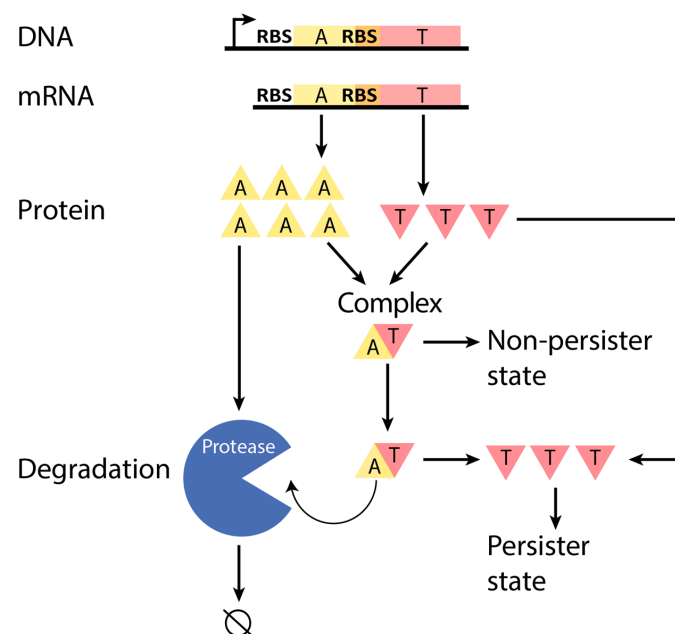 DNA
RBS A RBS T
mRNA
RBS A RBS T
Protein
A A A
A A A
T T T
Complex
A T
Non-persister
state
Degradation
Protease
A T
T T T
Persister
state
∅